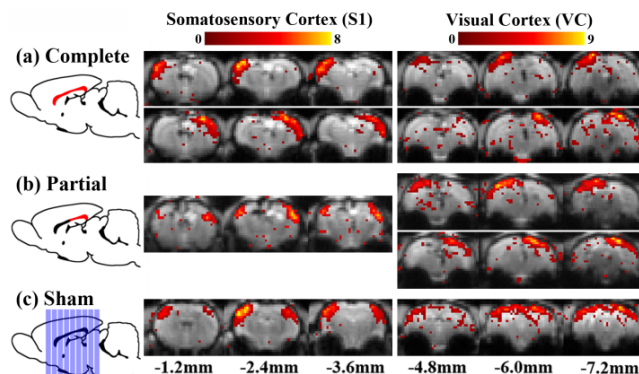 Somatosensory Cortex (S1) Visual Cortex (VC)
0 8 0 9
(a) Complete
(b) Partial
(c) Sham
-1.2mm -2.4mm -3.6mm -4.8mm -6.0mm -7.2mm